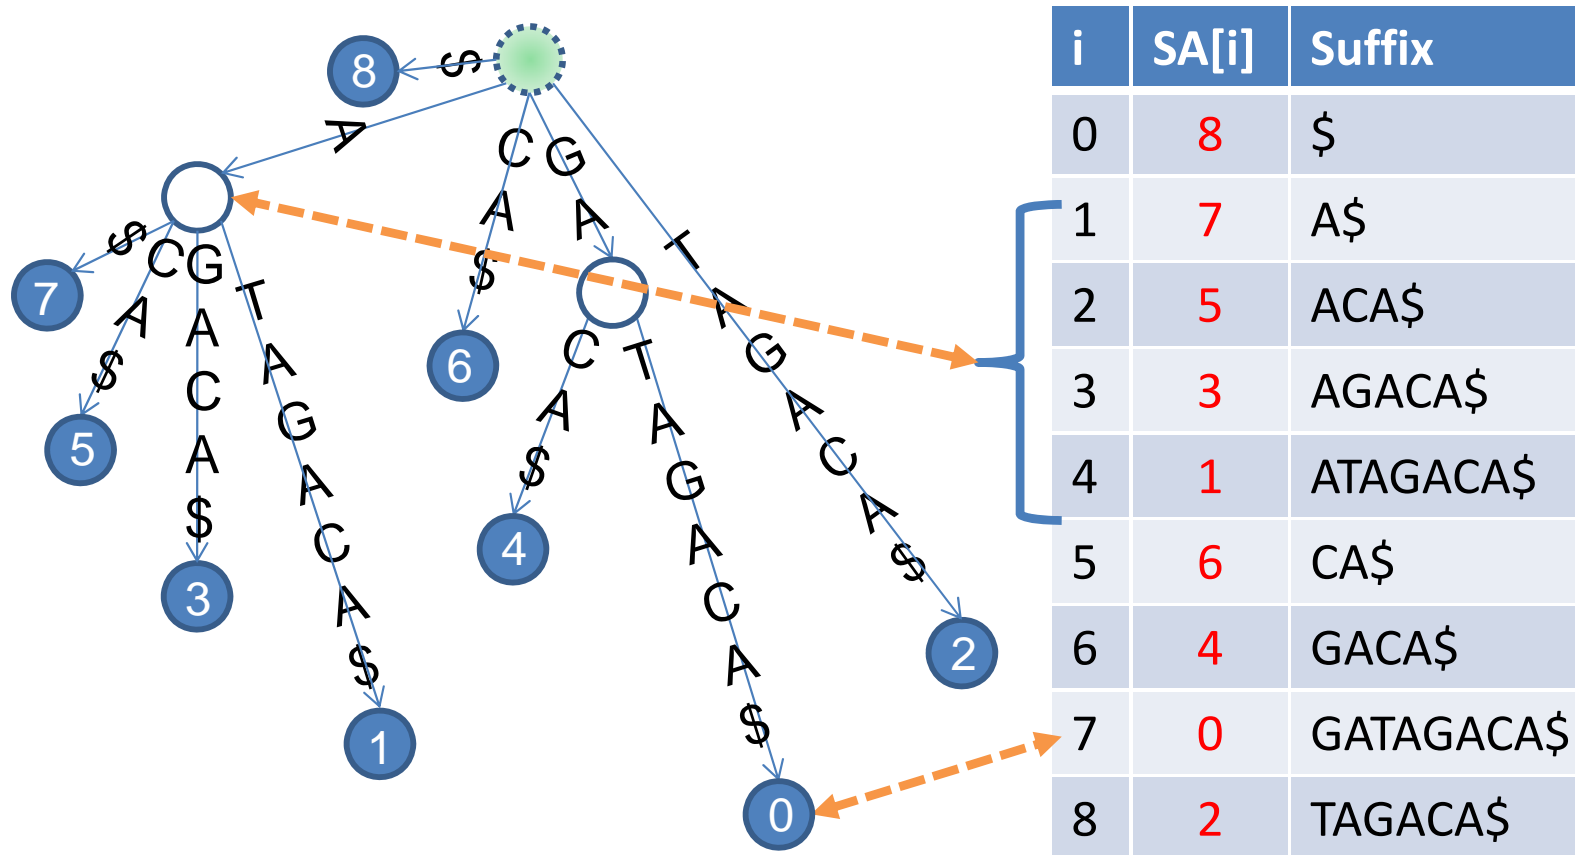 8 $
A
C A $
G A
T A G A C A $
$
C A $
G A C A $
T A G A C A $
7
5
3
1
6
C A $
T A G A C A $
4
0
2
i SA[i] Suffix
0 8 $
1 7 A$
2 5 ACA$
3 3 AGACA$
4 1 ATAGACA$
5 6 CA$
6 4 GACA$
7 0 GATAGACA$
8 2 TAGACA$